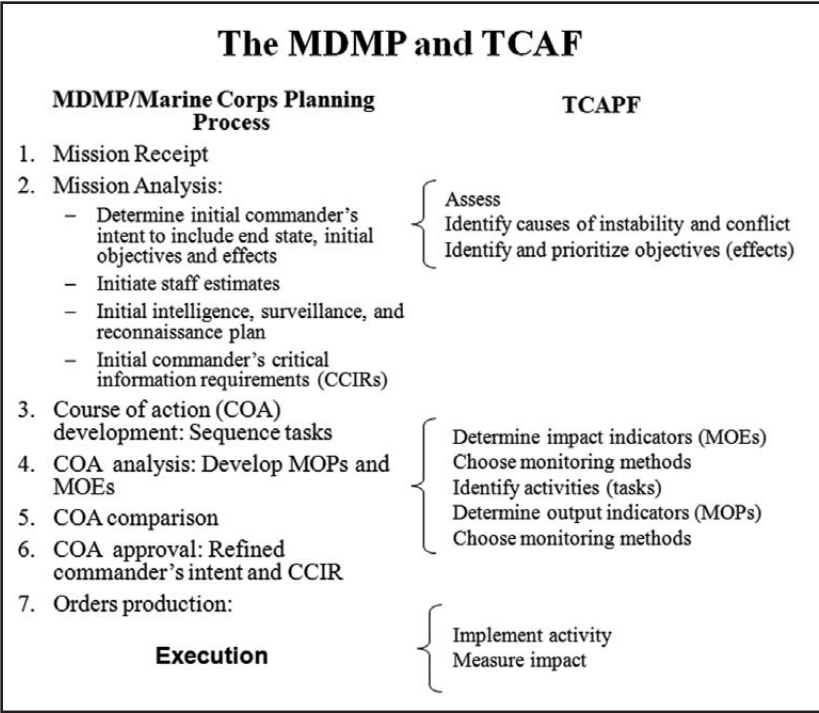 The MDMP and TCAF
MDMP/Marine Corps Planning
Process
1. Mission Receipt
2. Mission Analysis:
– Determine initial commander's
intent to include end state, initial
objectives and effects
– Initiate staff estimates
– Initial intelligence, surveillance, and
reconnaissance plan
– Initial commander's critical
information requirements (CCIRs)
3. Course of action (COA)
development: Sequence tasks
4. COA analysis: Develop MOPs and
MOEs
5. COA comparison
6. COA approval: Refined
commander's intent and CCIR
7. Orders production:
Execution
TCAPF
Assess
Identify causes of instability and conflict
Identify and prioritize objectives (effects)
Determine impact indicators (MOEs)
Choose monitoring methods
Identify activities (tasks)
Determine output indicators (MOPs)
Choose monitoring methods
Implement activity
Measure impact